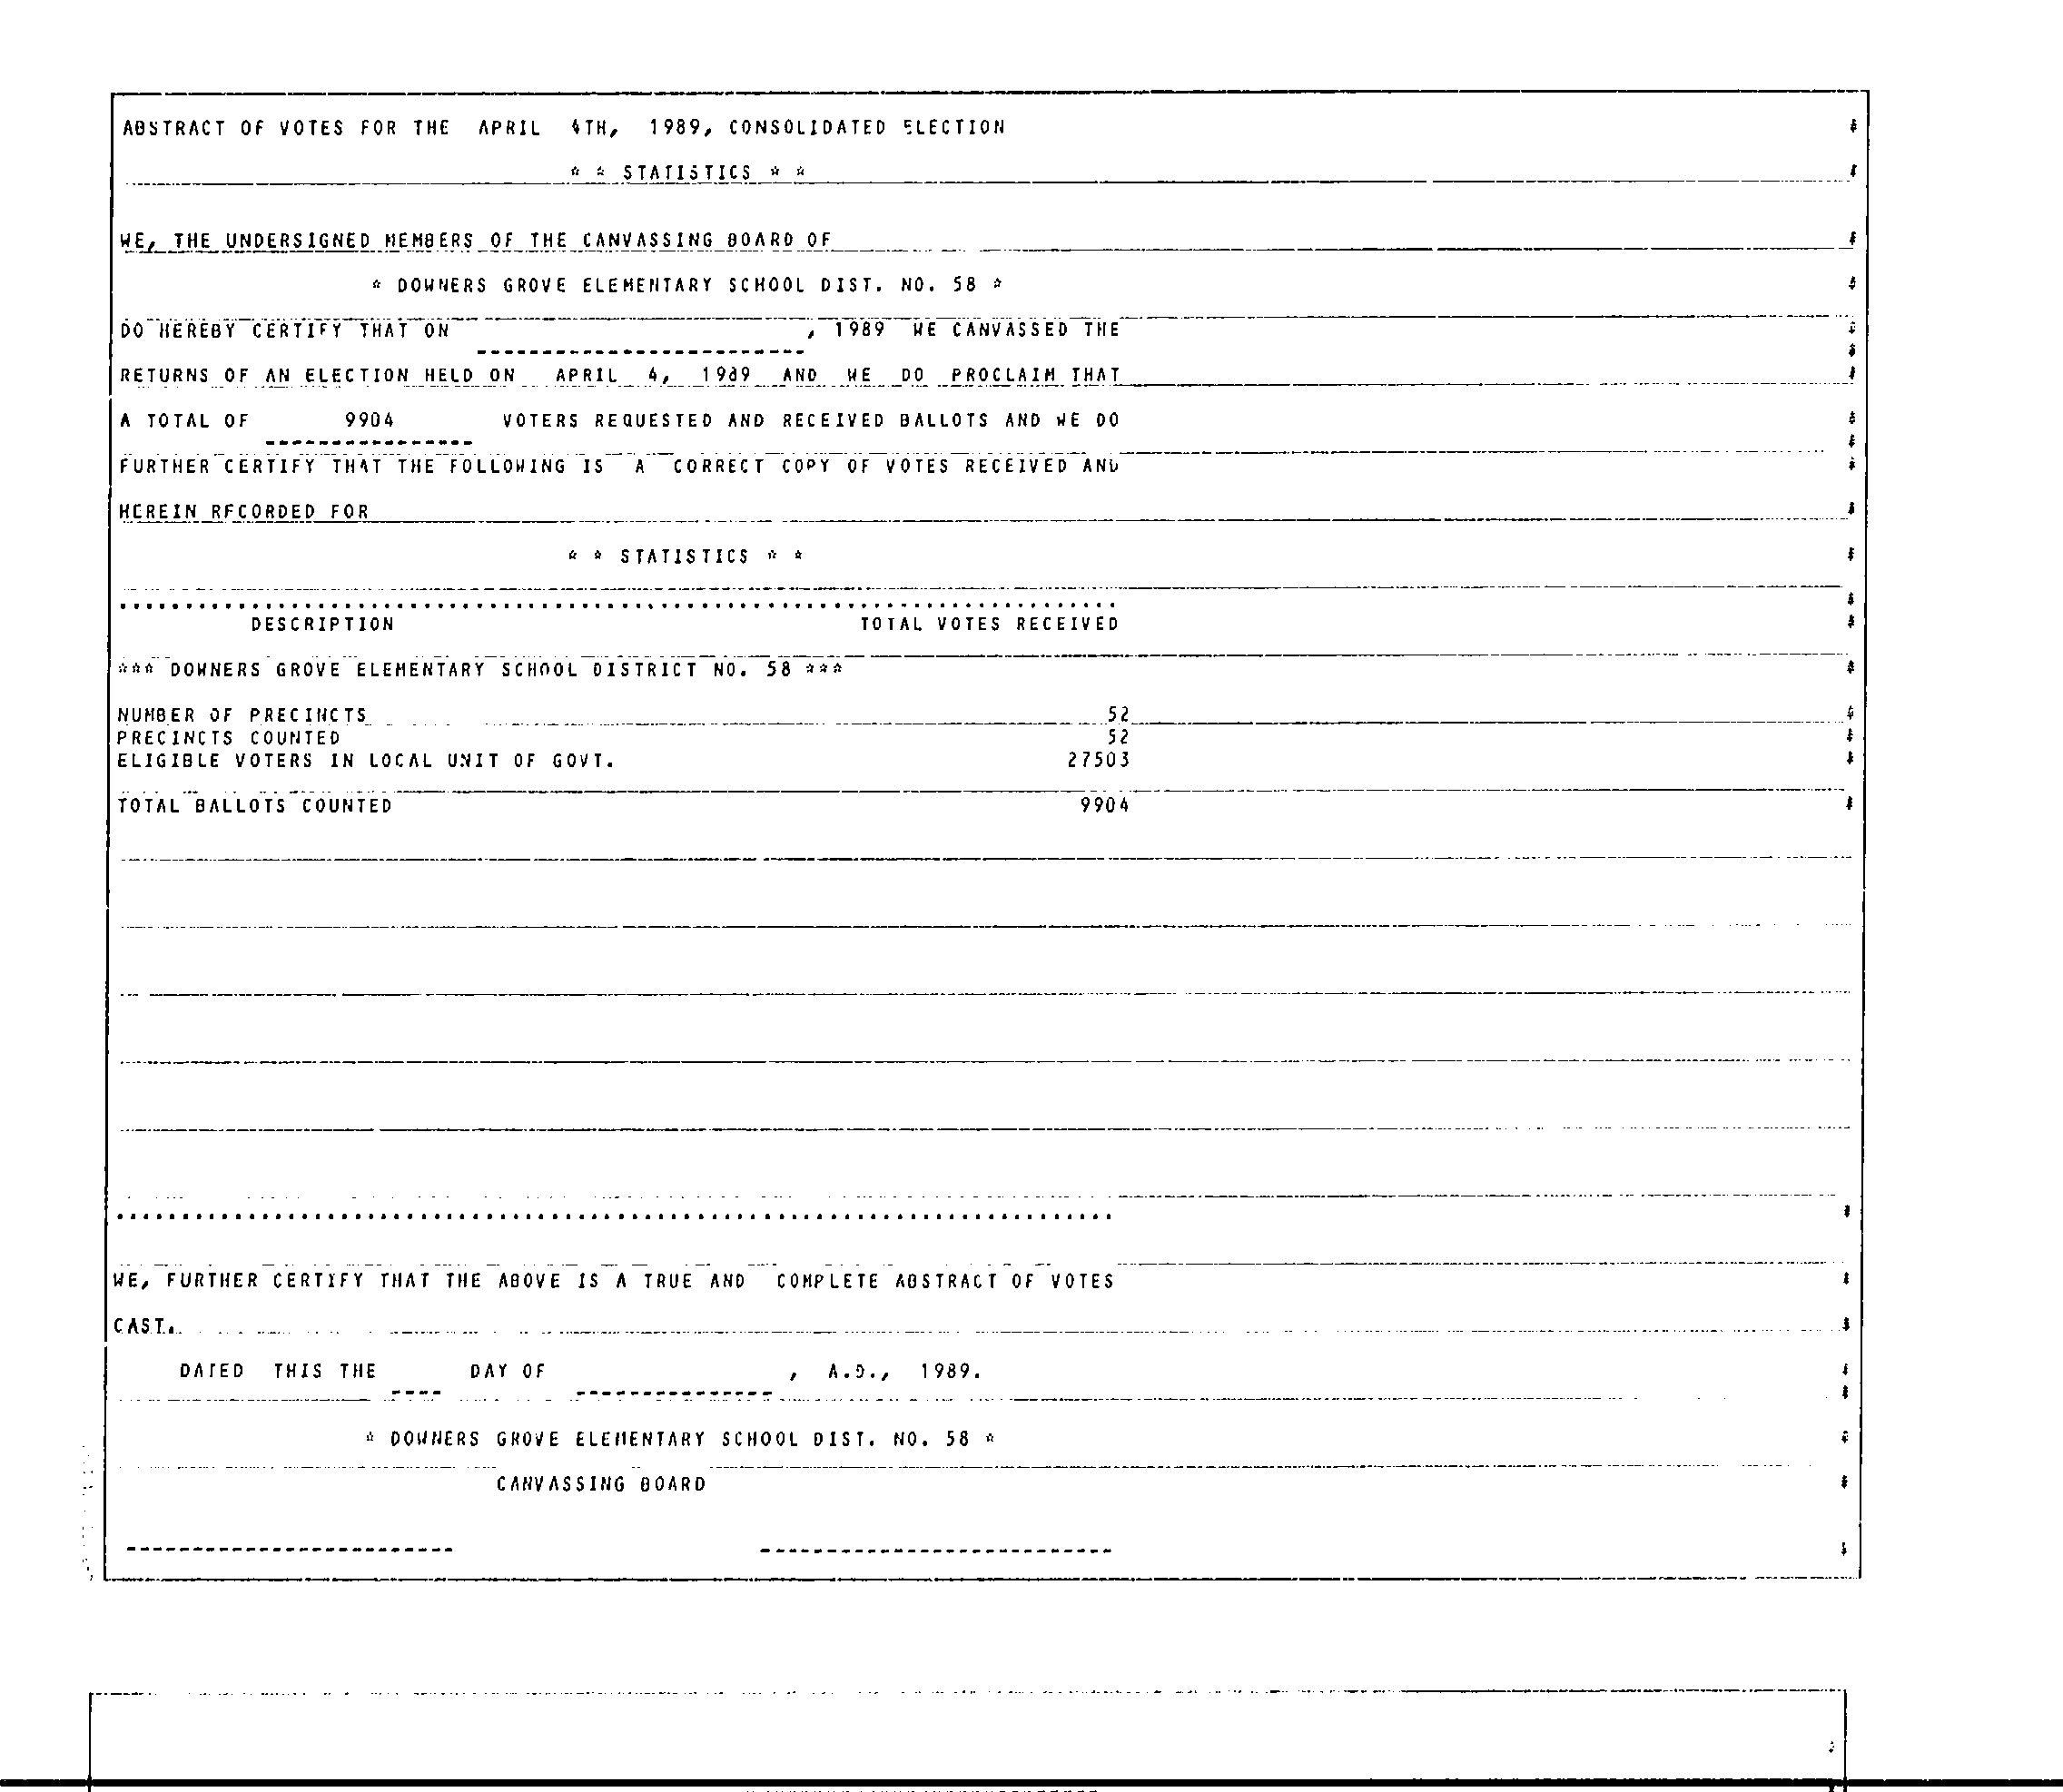 ABSTRACT OF VOTES FOR THE APRIL 4TH, 1989, CONSOLIDATED ELECTION
* * STATISTICS * *
WE, THE UNDERSIGNED MEMBERS OF THE CANVASSING BOARD OF
* DOWNERS GROVE ELEMENTARY SCHOOL DIST. NO. 58 *
DO HEREBY CERTIFY THAT ON , 1989 WE CANVASSED THE
RETURNS OF AN ELECTION HELD ON APRIL 4, 1989 AND WE DO PROCLAIM THAT
A TOTAL OF 9904 VOTERS REQUESTED AND RECEIVED BALLOTS AND WE DO
FURTHER CERTIFY THAT THE FOLLOWING IS A CORRECT COPY OF VOTES RECEIVED AND
HEREIN RECORDED FOR
* * STATISTICS * *
DESCRIPTION TOTAL VOTES RECEIVED
*** DOWNERS GROVE ELEMENTARY SCHOOL DISTRICT NO. 58 ***
NUMBER OF PRECINCTS 52
PRECINCTS COUNTED 52
ELIGIBLE VOTERS IN LOCAL UNIT OF GOVT. 27503
TOTAL BALLOTS COUNTED 9904
WE, FURTHER CERTIFY THAT THE ABOVE IS A TRUE AND COMPLETE ABSTRACT OF VOTES
CAST.
DATED THIS THE DAY OF , A.D., 1989.
* DOWNERS GROVE ELEMENTARY SCHOOL DIST. NO. 58 *
CANVASSING BOARD